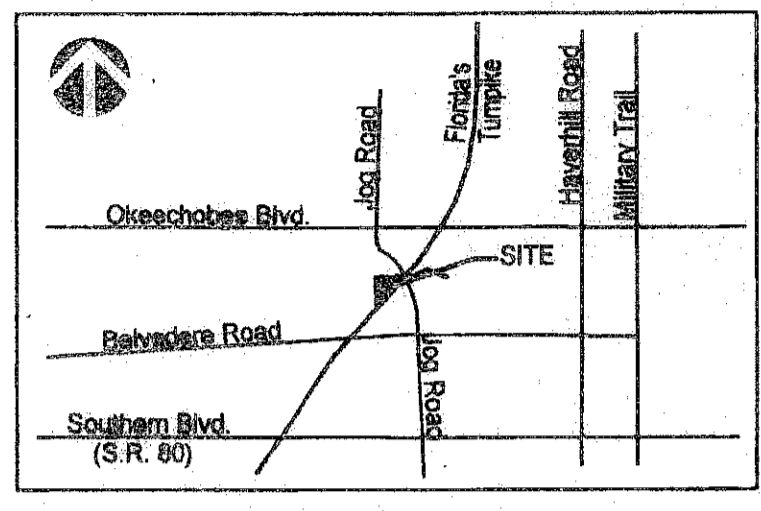 Jog Road
Florida's
Turnpike
Haverhill Road
Military Trail
Okeechobee Blvd.
SITE
Belvedere Road
Jog Road
Southern Blvd.
(S.R. 80)